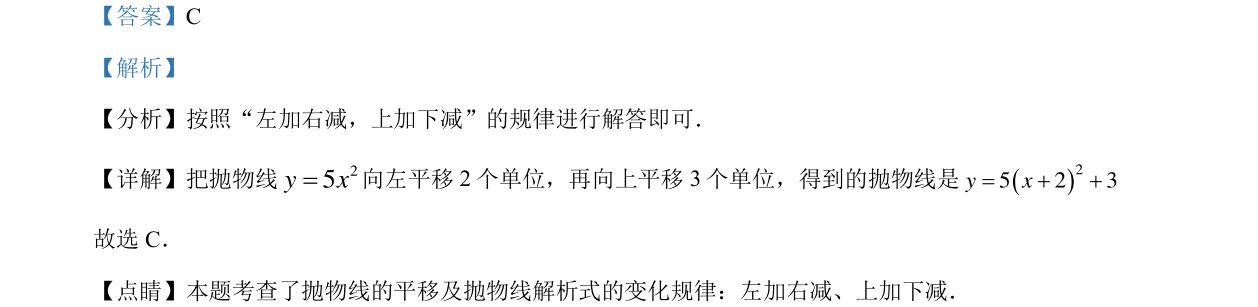 【答案】C
【解析】
【分析】按照“左加右减，上加下减”的规律进行解答即可．
【详解】把抛物线 y=5x² 向左平移 2 个单位，再向上平移 3 个单位，得到的抛物线是 y=5(x+2)²+3
故选 C．
【点睛】本题考查了抛物线的平移及抛物线解析式的变化规律：左加右减、上加下减．